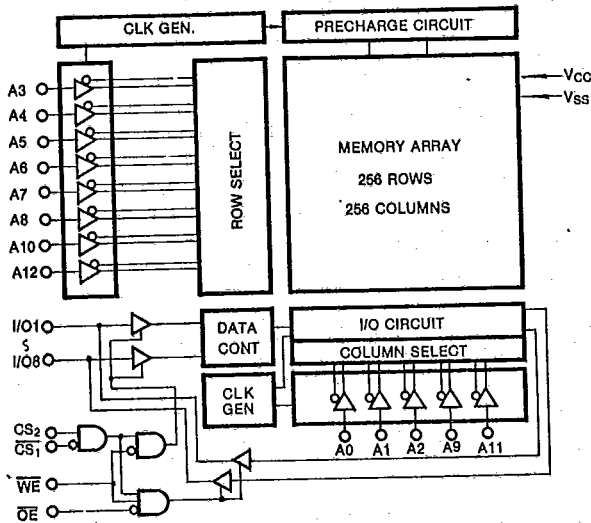 CLK GEN.
PRECHARGE CIRCUIT
A3
A4
A5
A6
A7
A8
A10
A12
ROW SELECT
MEMORY ARRAY
256 ROWS
256 COLUMNS
VCC
VSS
I/O1
I/O8
DATA
CONT
CLK
GEN
I/O CIRCUIT
COLUMN SELECT
A0
A1
A2
A9
A11
CS2
CS1
WE
OE